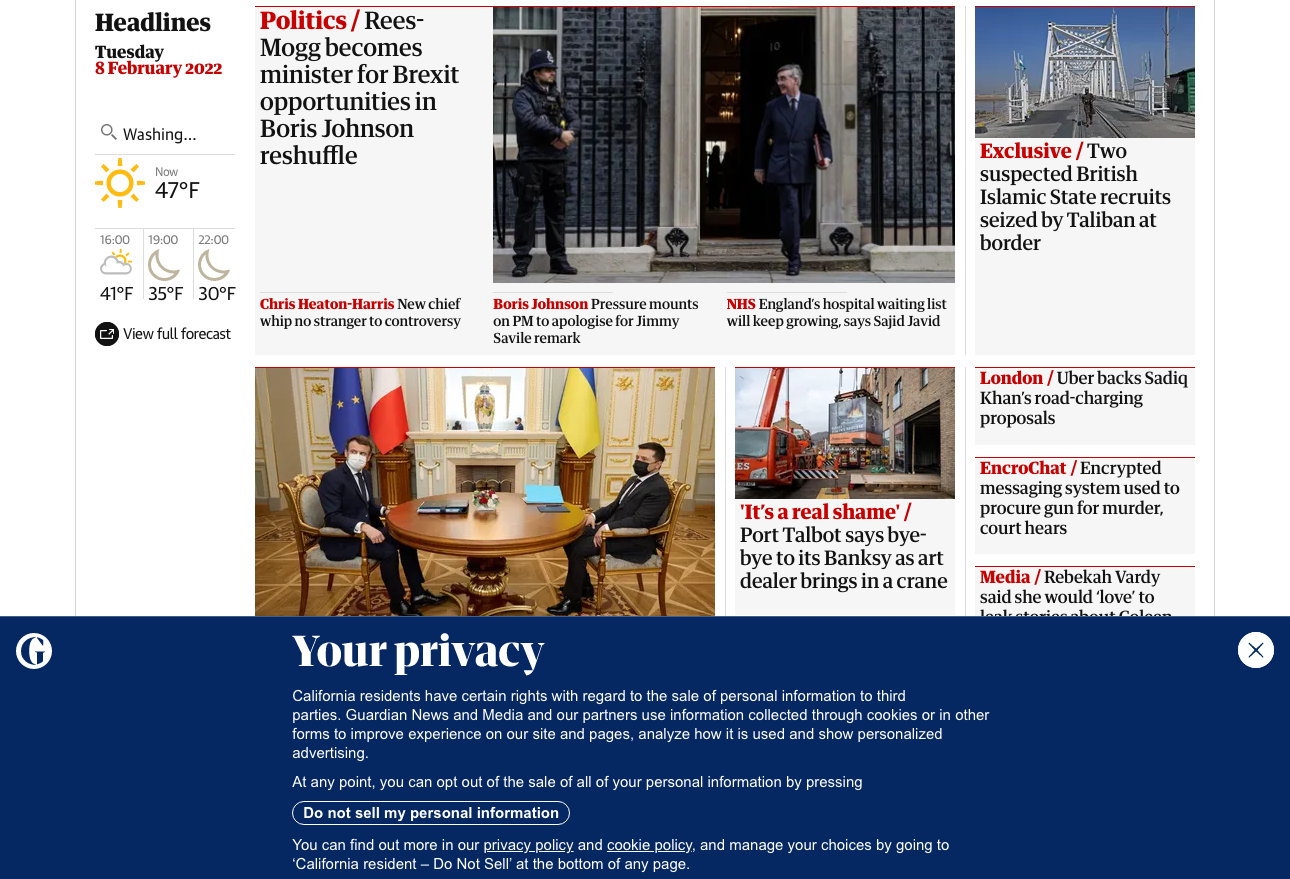 Headlines
Tuesday
8 February 2022
Washing...
Now
47°F
16:00
19:00
22:00
41°F
35°F
30°F
View full forecast
Politics / Rees-
Mogg becomes
minister for Brexit
opportunities in
Boris Johnson
reshuffle
10
Chris Heaton-Harris New chief
whip no stranger to controversy
Boris Johnson Pressure mounts
on PM to apologise for Jimmy
Savile remark
NHS England's hospital waiting list
will keep growing, says Sajid Javid
Exclusive / Two
suspected British
Islamic State recruits
seized by Taliban at
border
'It's a real shame' /
Port Talbot says bye-
bye to its Banksy as art
dealer brings in a crane
London / Uber backs Sadiq
Khan's road-charging
proposals
EncroChat / Encrypted
messaging system used to
procure gun for murder,
court hears
Media / Rebekah Vardy
said she would ‘love’ to
leak stories about Coleen
G
Your privacy
California residents have certain rights with regard to the sale of personal information to third
parties. Guardian News and Media and our partners use information collected through cookies or in other
forms to improve experience on our site and pages, analyze how it is used and show personalized
advertising.
At any point, you can opt out of the sale of all of your personal information by pressing
Do not sell my personal information
You can find out more in our privacy policy and cookie policy, and manage your choices by going to
‘California resident – Do Not Sell’ at the bottom of any page.